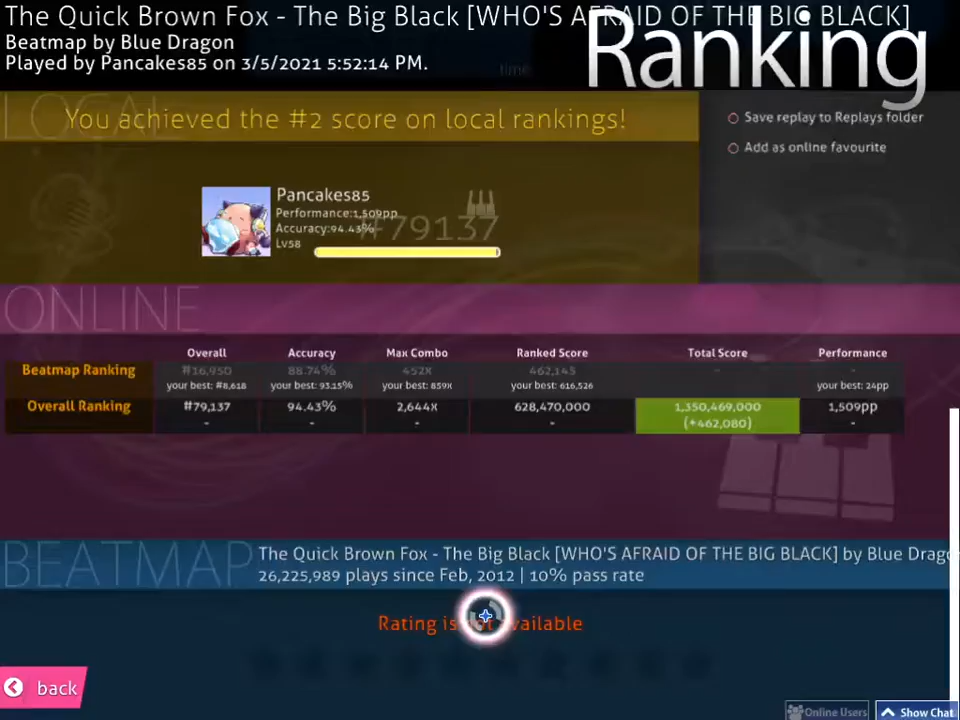 The Quick Brown Fox - The Big Black [WHO'S AFRAID OF THE BIG BLACK]
Ranking
Beatmap by Blue Dragon
Played by Pancakes85 on 3/5/2021 5:52:14 PM.
time
LOCAL
You achieved the #2 score on local rankings!
Save replay to Replays folder
Add as online favourite
Pancakes85
Performance:1,509pp
Accuracy:94.43%
Lv58
#79137
ONLINE
Overall Accuracy Max Combo Ranked Score Total Score Performance
Beatmap Ranking #16,950 88.74% 452x 462,145 - -
your best: #8,618 your best: 93.15% your best: 859x your best: 616,526 your best: 24pp
Overall Ranking #79,137 94.43% 2,644x 628,470,000 1,350,469,000 1,509pp
- - - - (+462,080) -
BEATMAP
The Quick Brown Fox - The Big Black [WHO'S AFRAID OF THE BIG BLACK] by Blue Drago
26,225,989 plays since Feb, 2012 | 10% pass rate
Rating is not available
back
Online Users
Show Chat